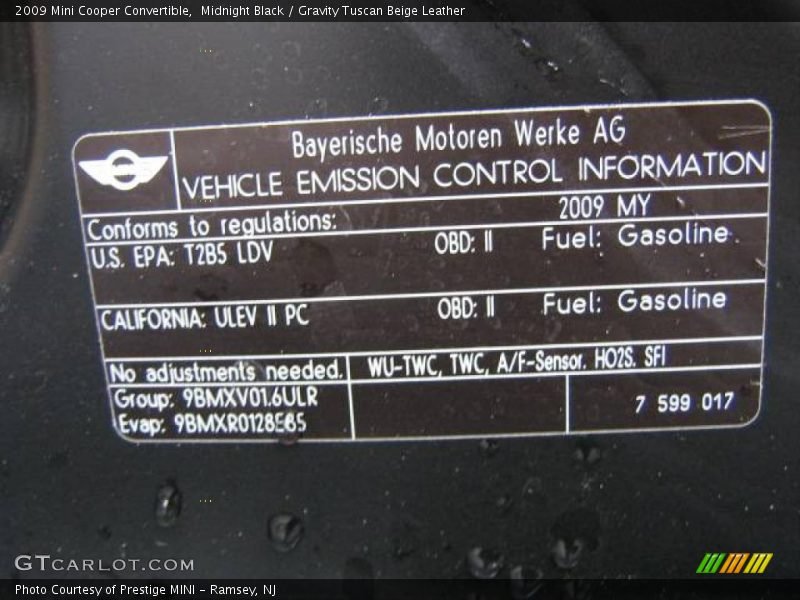 2009 Mini Cooper Convertible,  Midnight Black / Gravity Tuscan Beige Leather
Bayerische Motoren Werke AG
VEHICLE EMISSION CONTROL INFORMATION
Conforms to regulations: 2009 MY
U.S. EPA: T2B5 LDV OBD: II Fuel: Gasoline
CALIFORNIA: ULEV II PC OBD: II Fuel: Gasoline
No adjustments needed. WU-TWC, TWC, A/F-Sensor. HO2S. SFI
Group: 9BMXV01.6ULR
Evap: 9BMXR0128E85 7 599 017
GTCARLOT.COM
Photo Courtesy of Prestige MINI - Ramsey, NJ